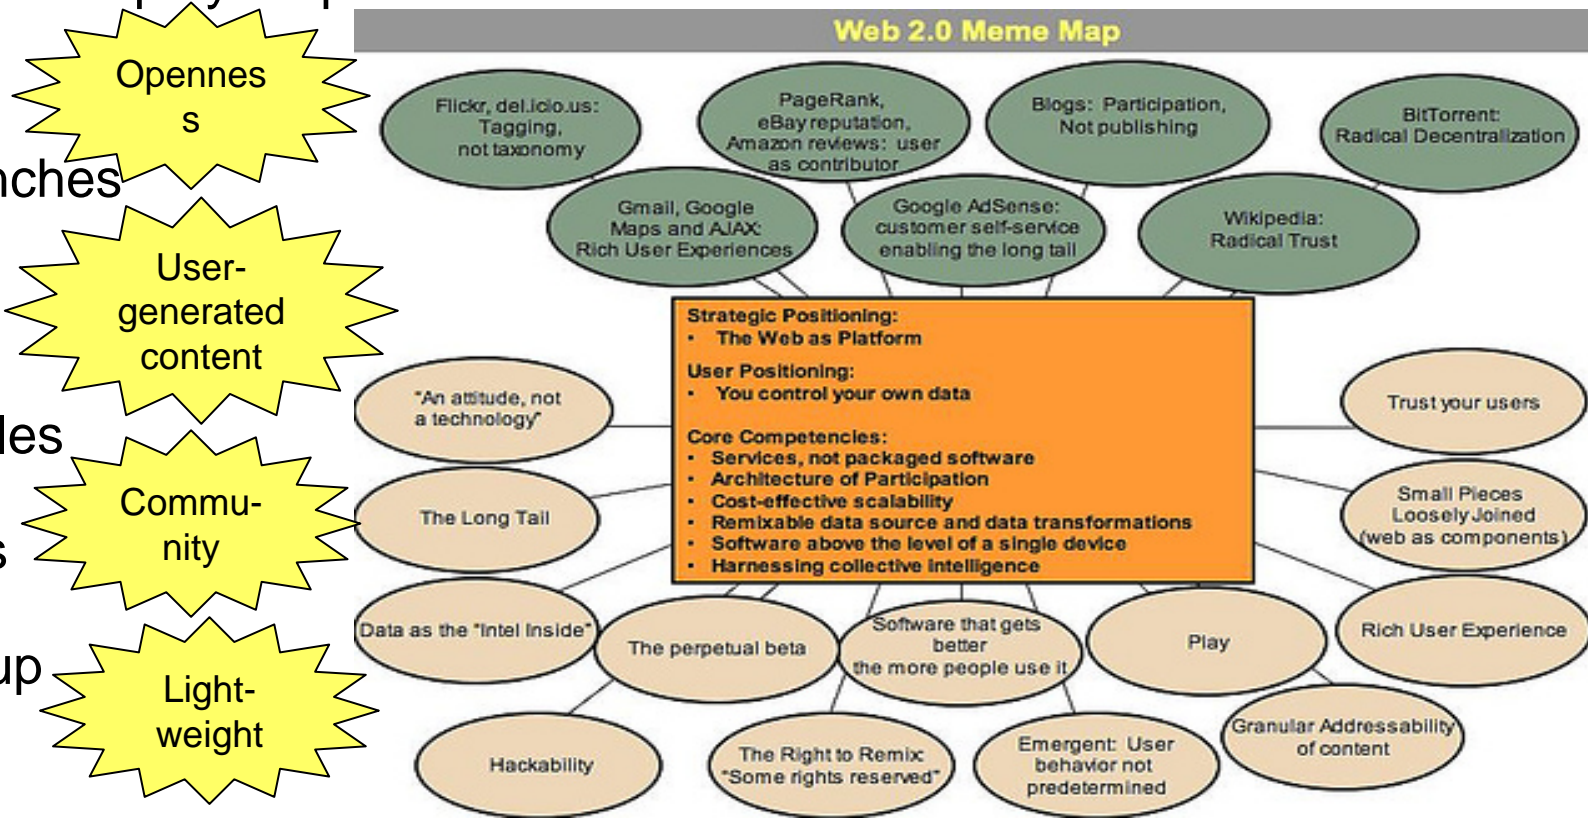 Opennes
s
nches
User-
generated
content
les
Commu-
nity
s
up
Light-
weight
Web 2.0 Meme Map
Flickr, del.icio.us:
Tagging,
not taxonomy
PageRank,
eBay reputation,
Amazon reviews: user
as contributor
Blogs: Participation,
Not publishing
BitTorrent:
Radical Decentralization
Gmail, Google
Maps and AJAX:
Rich User Experiences
Google AdSense:
customer self-service
enabling the long tail
Wikipedia:
Radical Trust
Strategic Positioning:
• The Web as Platform
User Positioning:
• You control your own data
Core Competencies:
• Services, not packaged software
• Architecture of Participation
• Cost-effective scalability
• Remixable data source and data transformations
• Software above the level of a single device
• Harnessing collective intelligence
"An attitude, not
a technology"
The Long Tail
Data as the "Intel Inside"
Trust your users
Small Pieces
Loosely Joined
(web as components)
Rich User Experience
The perpetual beta
Software that gets
better
the more people use it
Play
Hackability
The Right to Remix:
"Some rights reserved"
Emergent: User
behavior not
predetermined
Granular Addressability
of content